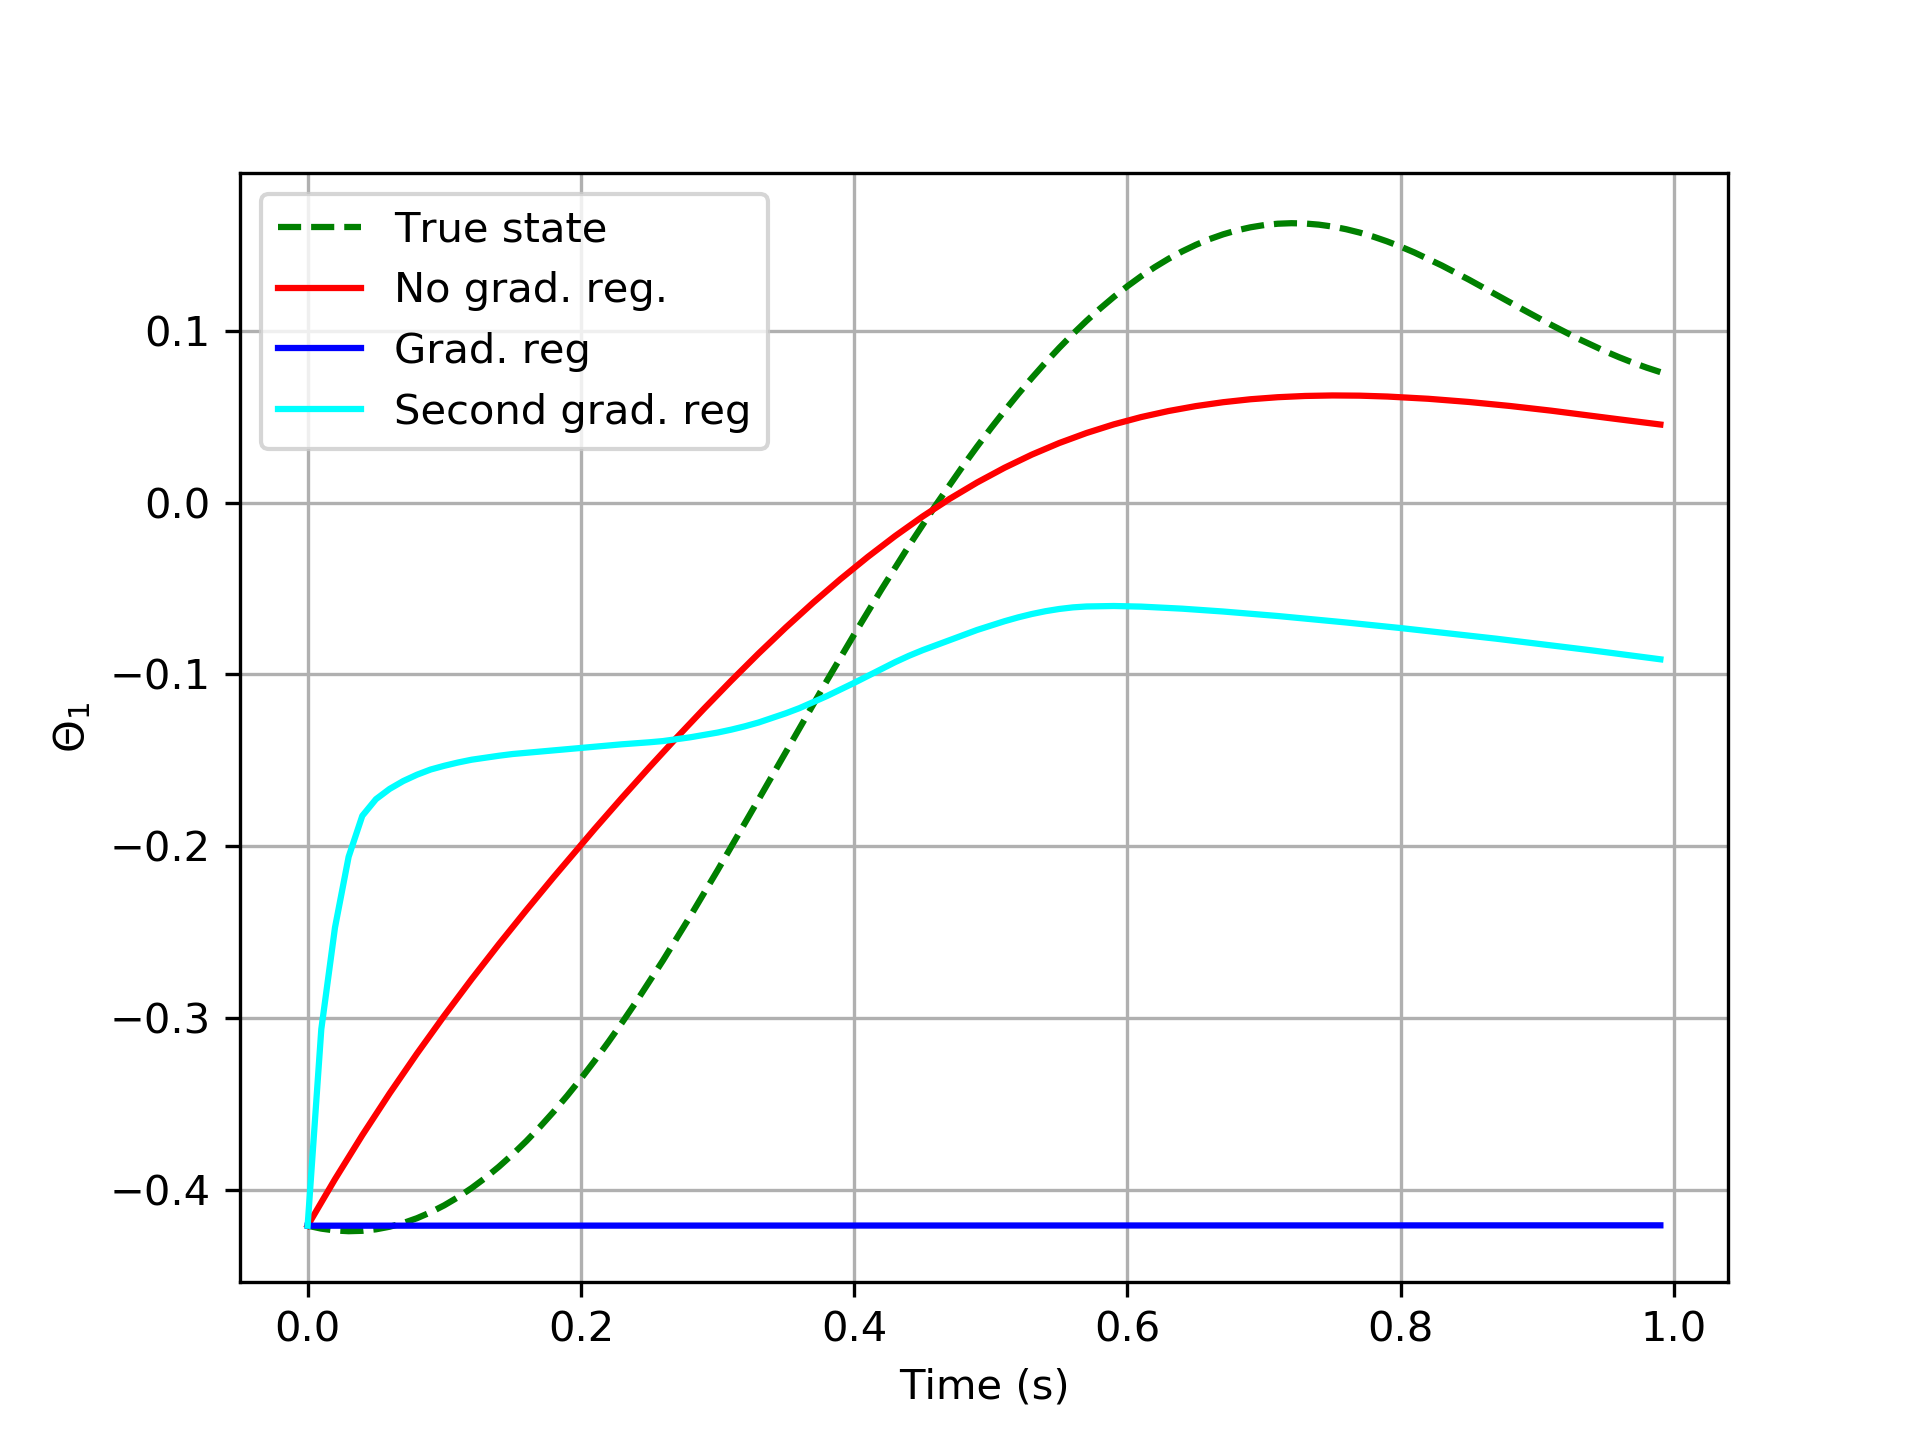 True state
No grad. reg.
Grad. reg
Second grad. reg
0.1
0.0
−0.1
−0.2
−0.3
−0.4
Θ₁
0.0 0.2 0.4 0.6 0.8 1.0
Time (s)